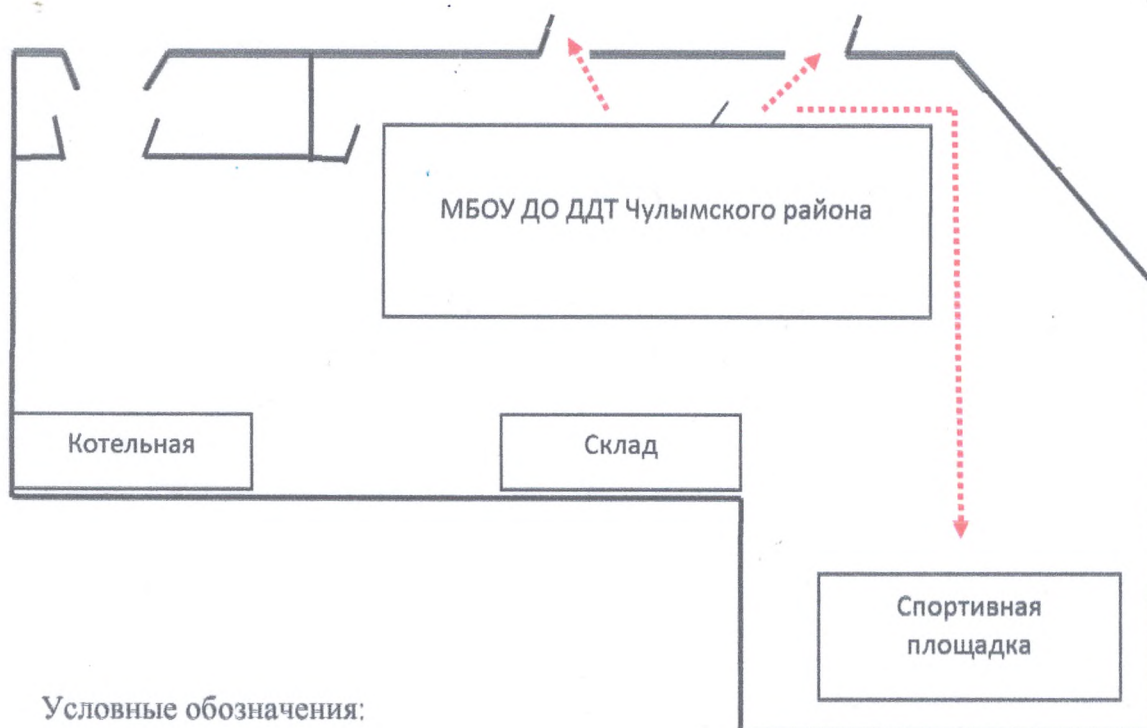 МБОУ ДО ДДТ Чулымского района
Котельная
Склад
Спортивная
площадка
Условные обозначения: